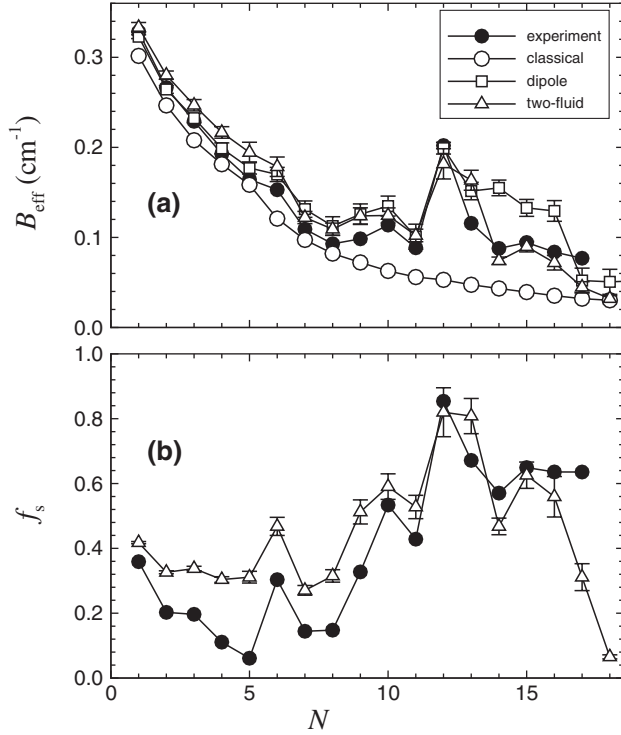 experiment
classical
dipole
two-fluid
0.3
0.2
0.1
0.0
B_eff (cm⁻¹)
(a)
1.0
0.8
0.6
0.4
0.2
0.0
f_s
(b)
0 5 10 15
N